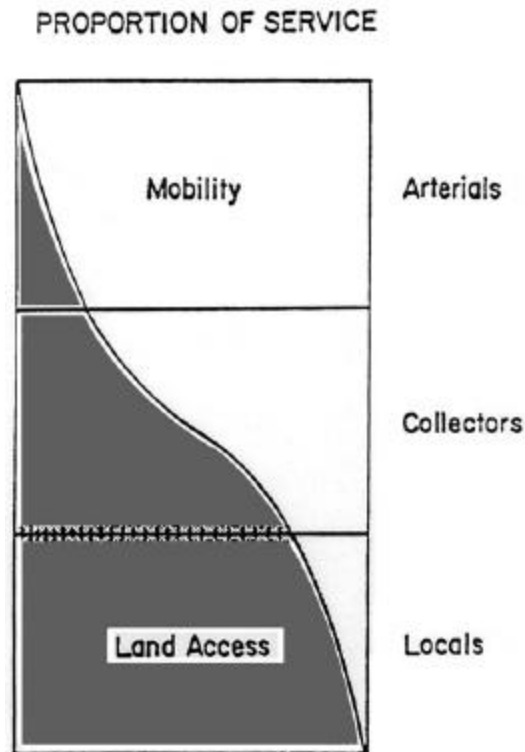 PROPORTION OF SERVICE
Mobility
Arterials
Collectors
Land Access
Locals